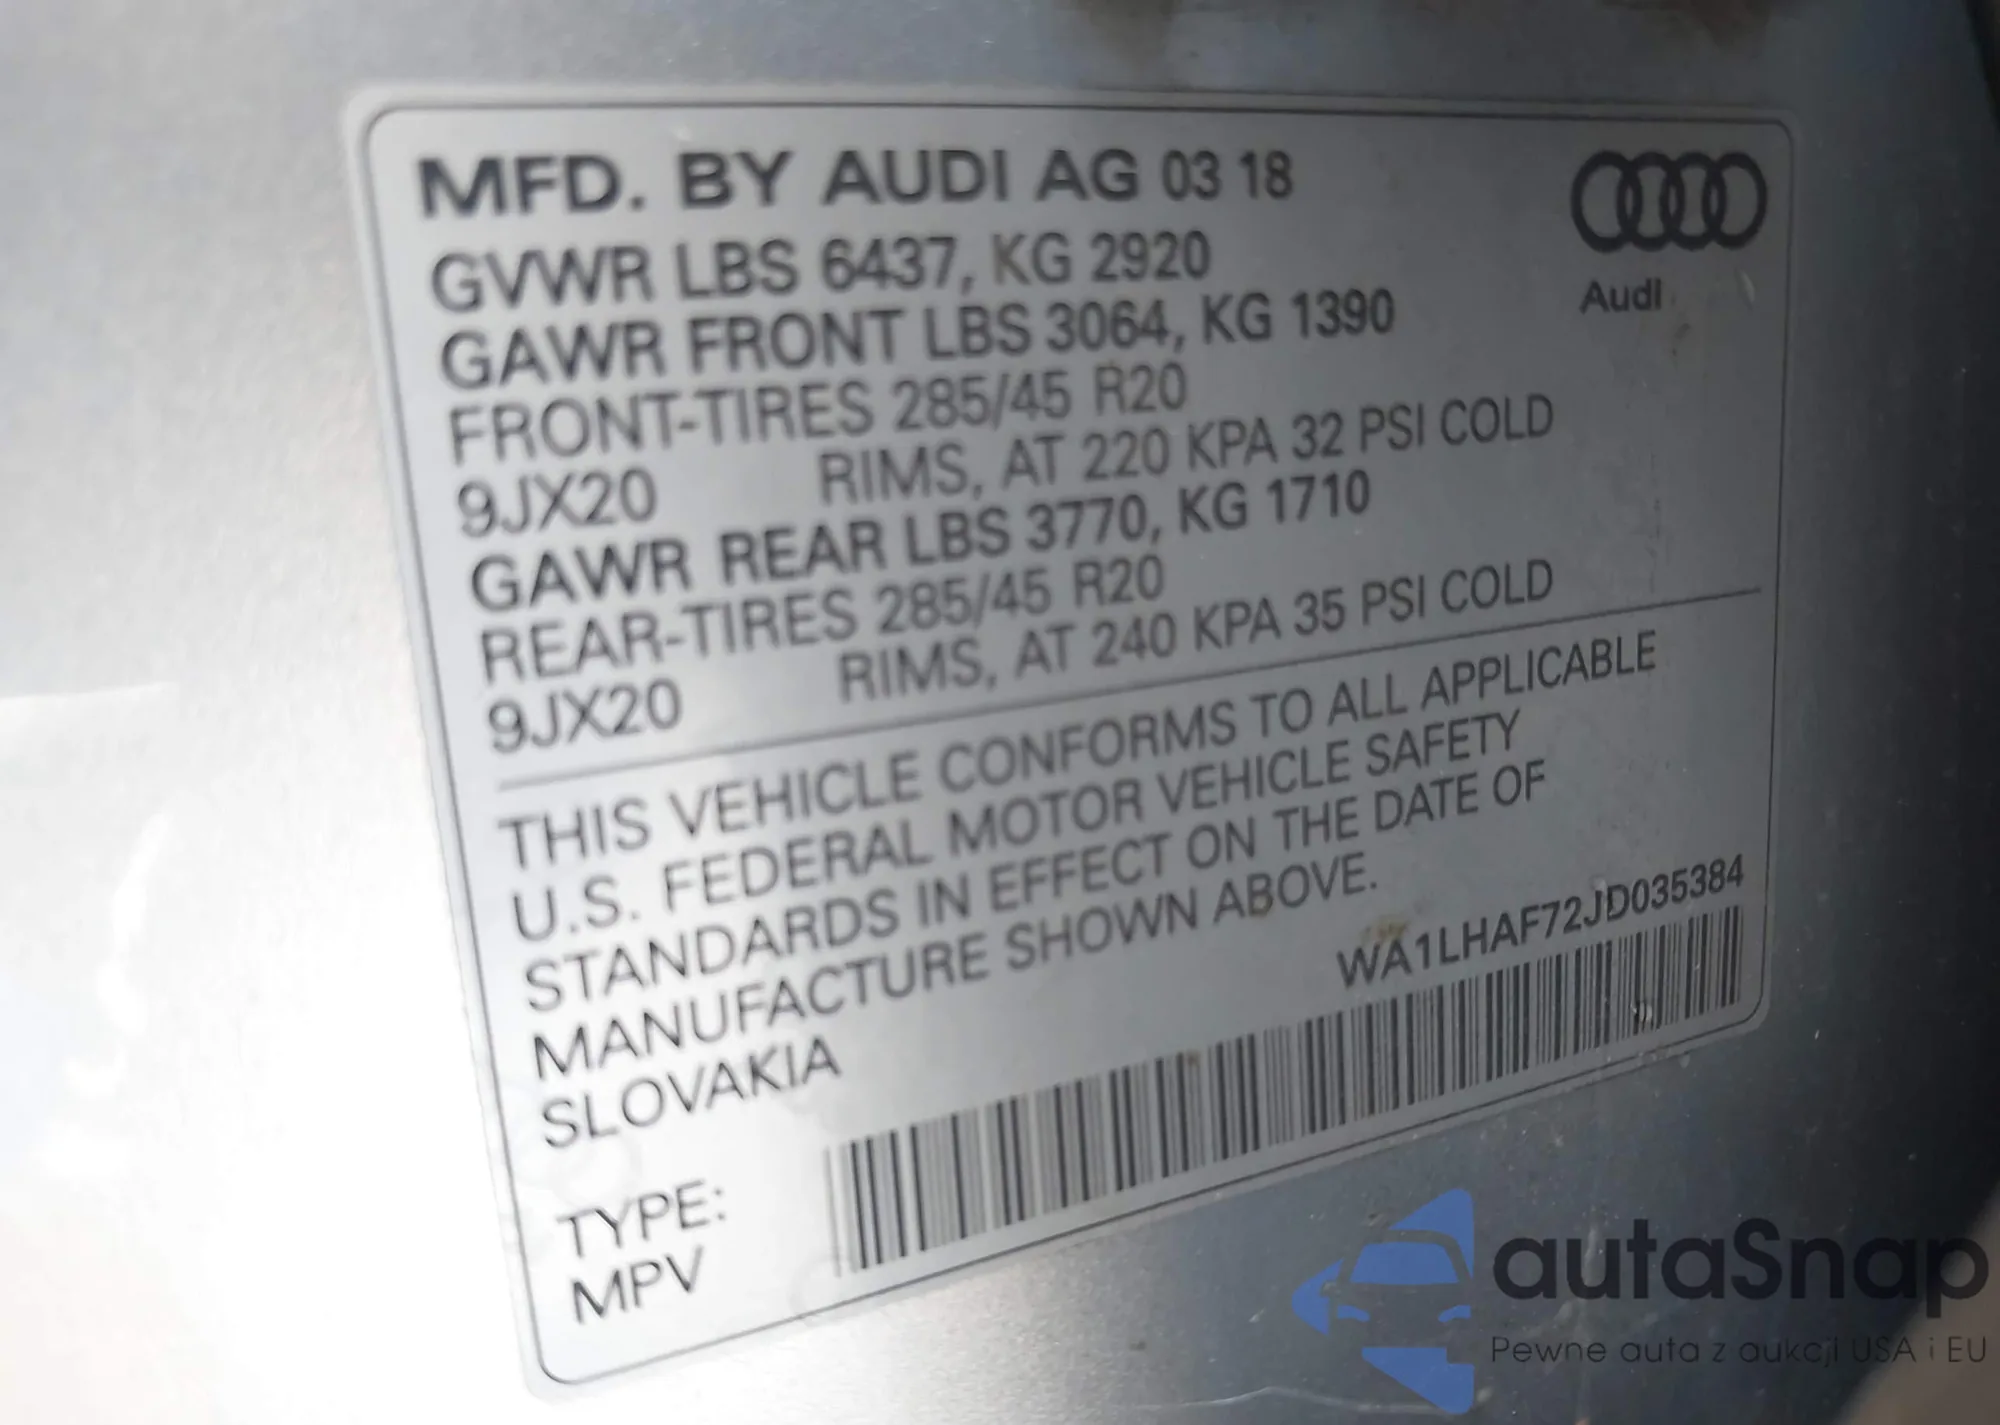 MFD. BY AUDI AG 03 18
GVWR LBS 6437, KG 2920
GAWR FRONT LBS 3064, KG 1390
FRONT-TIRES 285/45 R20
9JX20 RIMS, AT 220 KPA 32 PSI COLD
GAWR REAR LBS 3770, KG 1710
REAR-TIRES 285/45 R20
9JX20 RIMS, AT 240 KPA 35 PSI COLD
Audi
THIS VEHICLE CONFORMS TO ALL APPLICABLE
U.S. FEDERAL MOTOR VEHICLE SAFETY
STANDARDS IN EFFECT ON THE DATE OF
MANUFACTURE SHOWN ABOVE.
SLOVAKIA
WA1LHAF72JD035384
TYPE:
MPV
autaSnap
Pewne auta z aukcji USA i EU